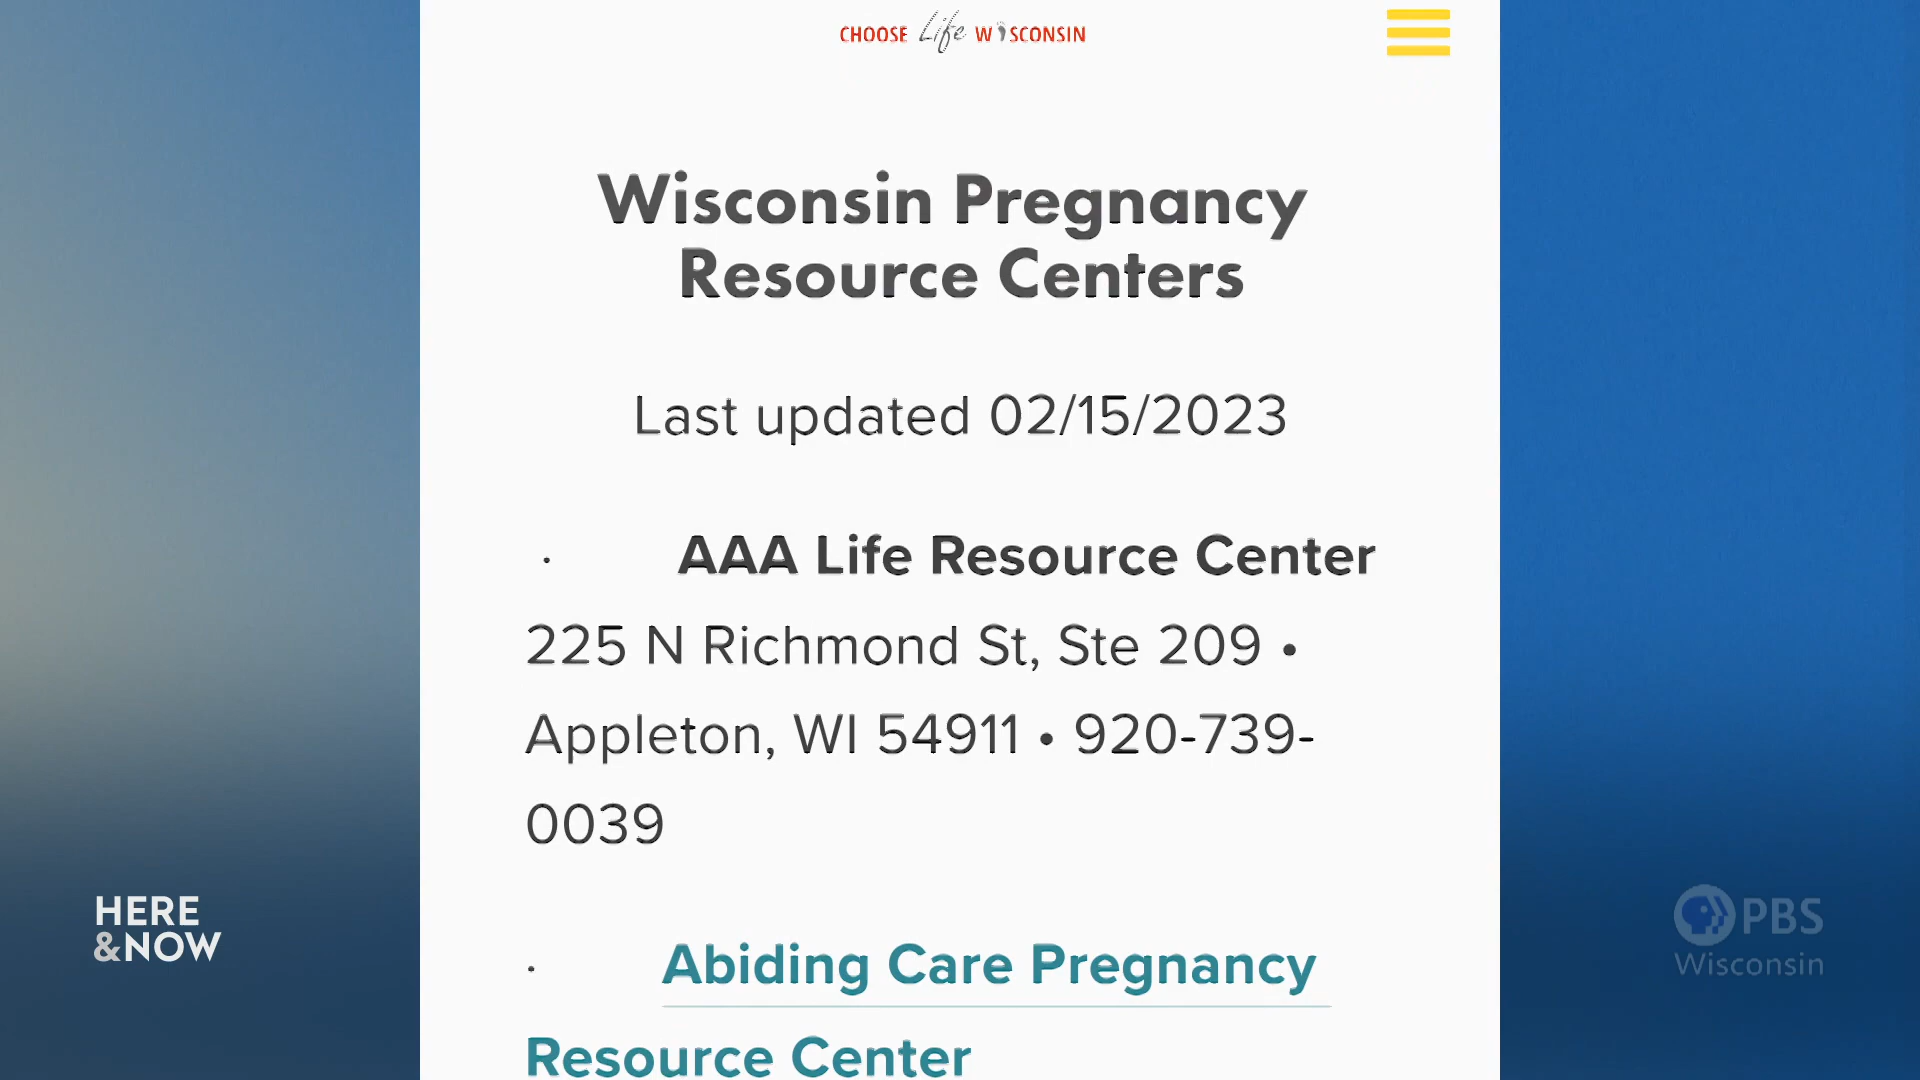 CHOOSE Life WISCONSIN
Wisconsin Pregnancy
Resource Centers
Last updated 02/15/2023
· AAA Life Resource Center
225 N Richmond St, Ste 209 •
Appleton, WI 54911 • 920-739-
0039
· Abiding Care Pregnancy
Resource Center
HERE
&NOW
PBS
Wisconsin